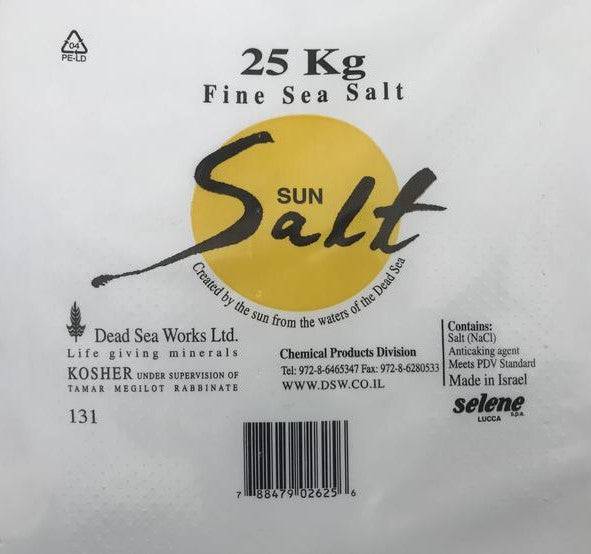 04
PE-LD
25 Kg
Fine Sea Salt
SUN
Salt
Created by the sun from the waters of the Dead Sea
Dead Sea Works Ltd.
Life giving minerals
KOSHER UNDER SUPERVISION OF
TAMAR MEGILOT RABBINATE
131
Chemical Products Division
Tel: 972-8-6465347 Fax: 972-8-6280533
WWW.DSW.CO.IL
Contains:
Salt (NaCl)
Anticaking agent
Meets PDV Standard
Made in Israel
selene
LUCCA S.p.A.
7 88479 02625 6